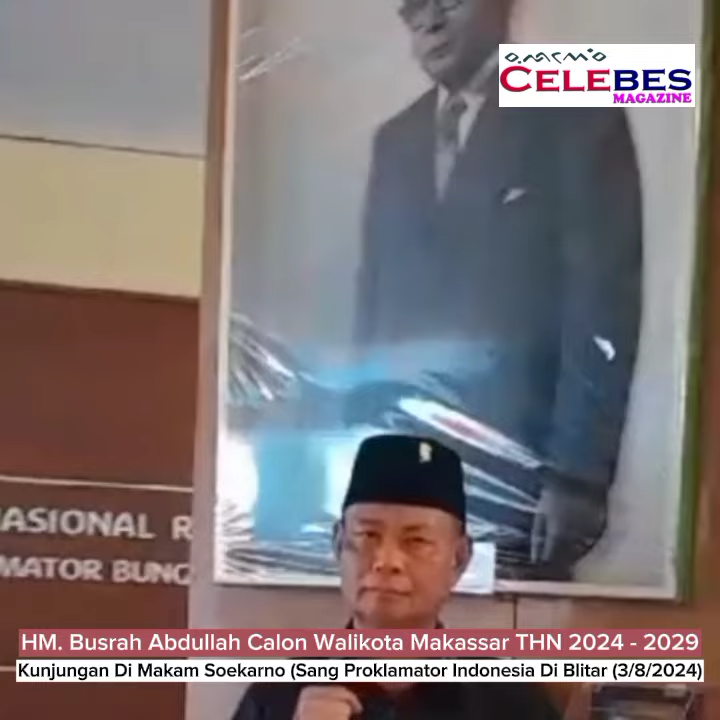 CELEBES
MAGAZINE
ASIONAL R
MATOR BUNG
HM. Busrah Abdullah Calon Walikota Makassar THN 2024 - 2029
Kunjungan Di Makam Soekarno (Sang Proklamator Indonesia Di Blitar (3/8/2024)